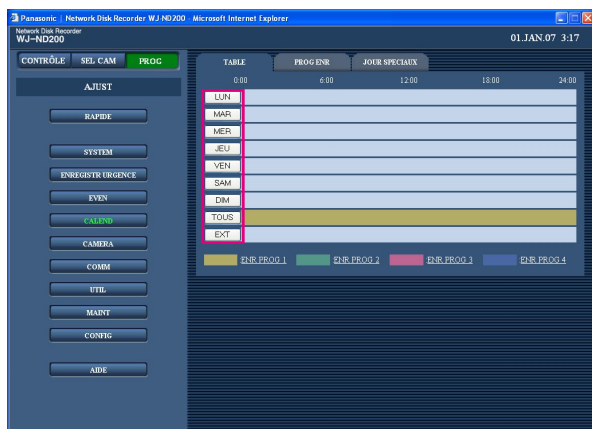 Panasonic | Network Disk Recorder WJ-ND200 - Microsoft Internet Explorer
Network Disk Recorder
WJ-ND200
01.JAN.07 3:17
CONTRÔLE SEL CAM PROG
TABLE PROG ENR JOUR SPECIAUX
0:00 6:00 12:00 18:00 24:00
AJUST
RAPIDE
SYSTEM
ENREGISTR URGENCE
EVEN
CALEND
CAMERA
COMM
UTIL
MAINT
CONFIG
AIDE
LUN
MAR
MER
JEU
VEN
SAM
DIM
TOUS
EXT
ENR PROG 1 ENR PROG 2 ENR PROG 3 ENR PROG 4